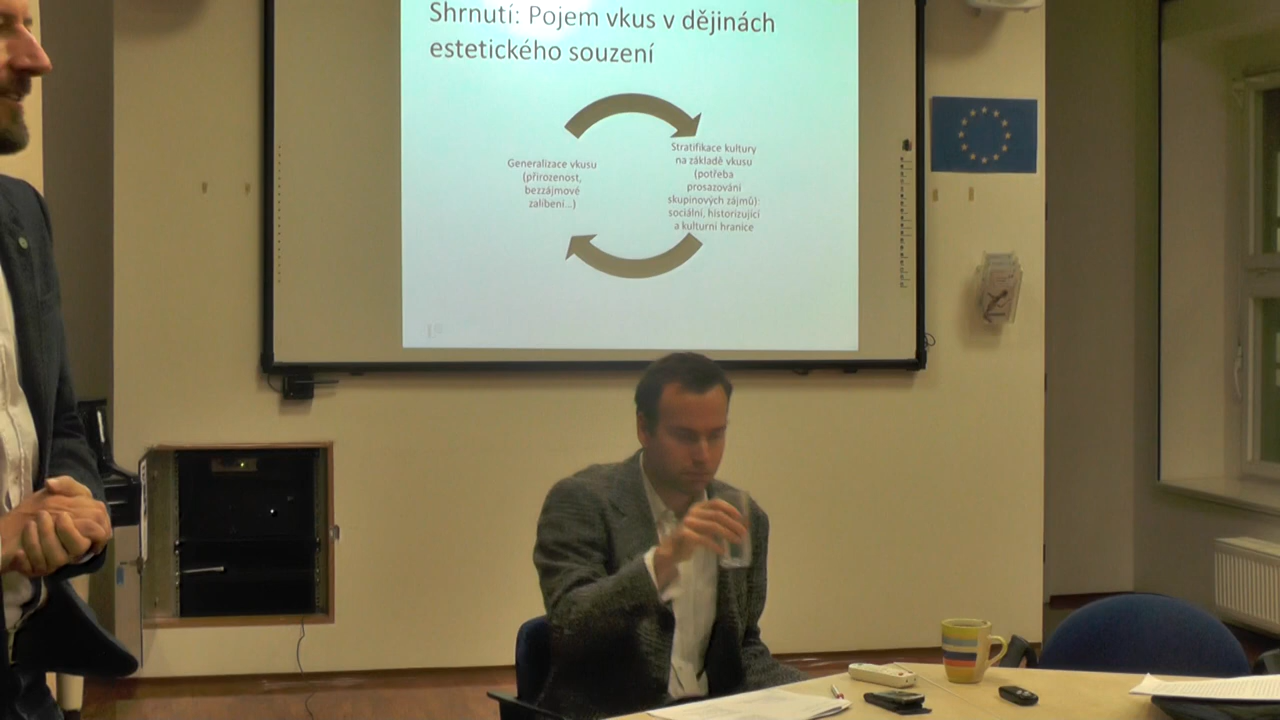 Shrnutí: Pojem vkus v dějinách
estetického souzení
Generalizace vkusu
(přirozenost,
bezzájmové
zalíbení...)
Stratifikace kultury
na základě vkusu
(potřeba
prosazování
skupinových zájmů):
sociální, historizující
a kulturní hranice